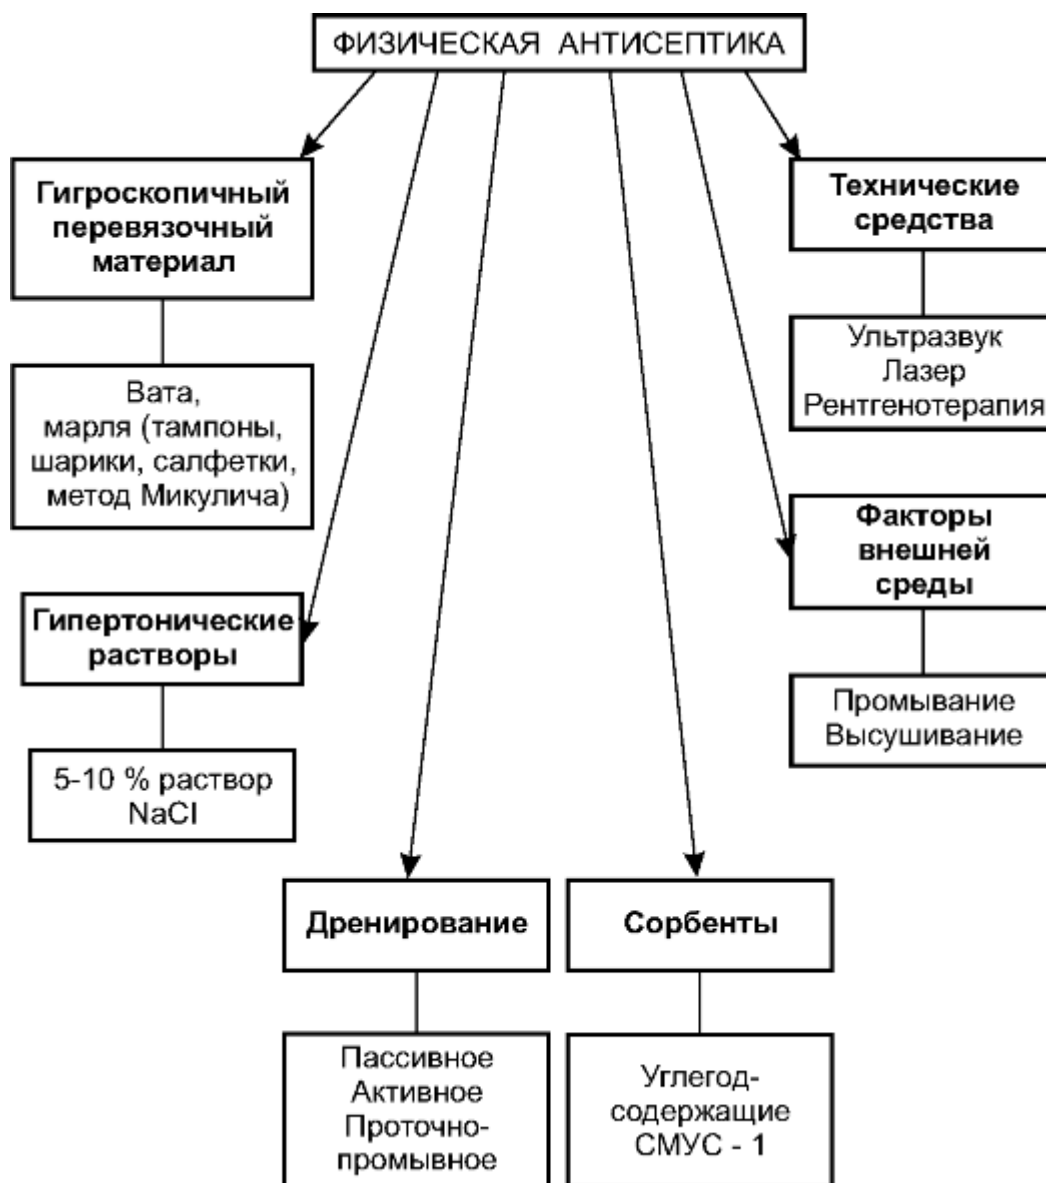 ФИЗИЧЕСКАЯ АНТИСЕПТИКА
Гигроскопичный
перевязочный
материал
Вата,
марля (тампоны,
шарики, салфетки,
метод Микулича)
Гипертонические
растворы
5-10 % раствор
NaCl
Дренирование
Пассивное
Активное
Проточно-
промывное
Сорбенты
Углегод-
содержащие
СМУС - 1
Технические
средства
Ультразвук
Лазер
Рентгенотерапия
Факторы
внешней
среды
Промывание
Высушивание